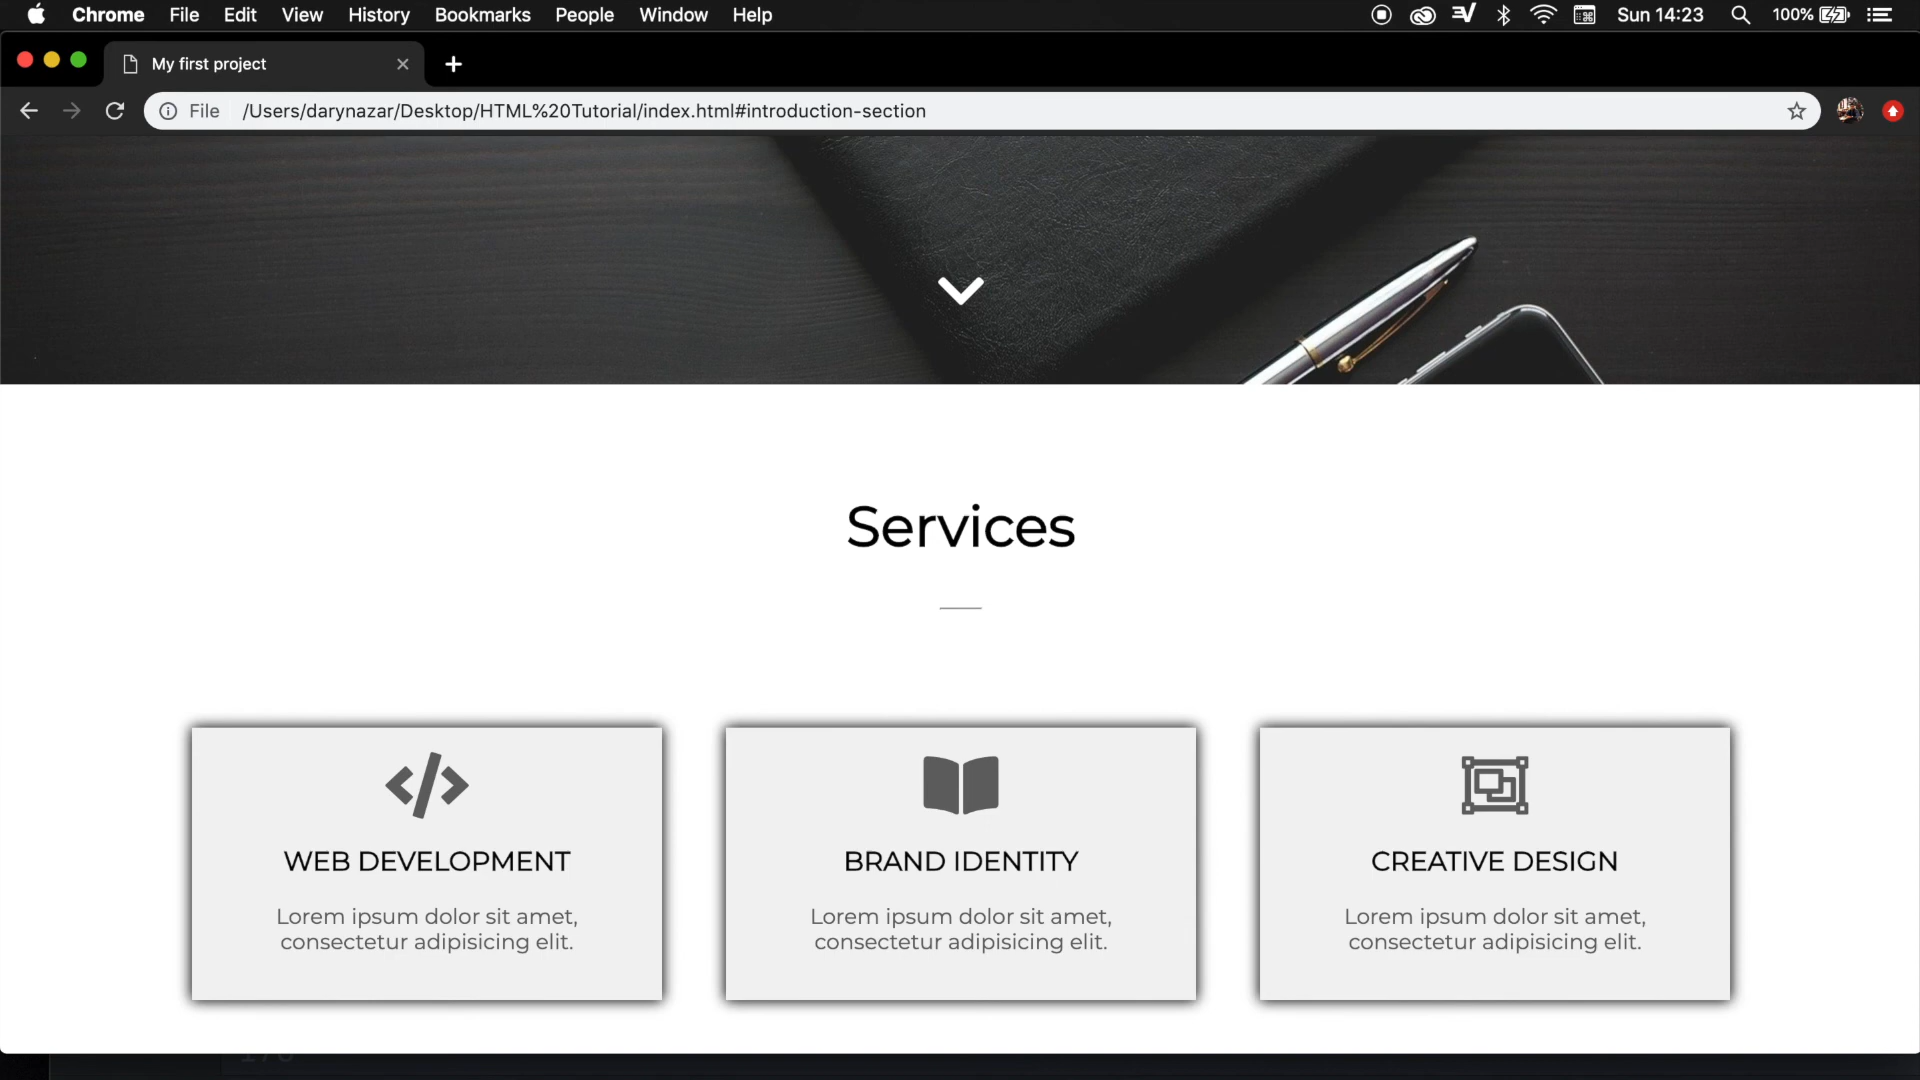 Chrome File Edit View History Bookmarks People Window Help Sun 14:23 100%
My first project
File /Users/darynazar/Desktop/HTML%20Tutorial/index.html#introduction-section
Services
WEB DEVELOPMENT
Lorem ipsum dolor sit amet,
consectetur adipisicing elit.
BRAND IDENTITY
Lorem ipsum dolor sit amet,
consectetur adipisicing elit.
CREATIVE DESIGN
Lorem ipsum dolor sit amet,
consectetur adipisicing elit.